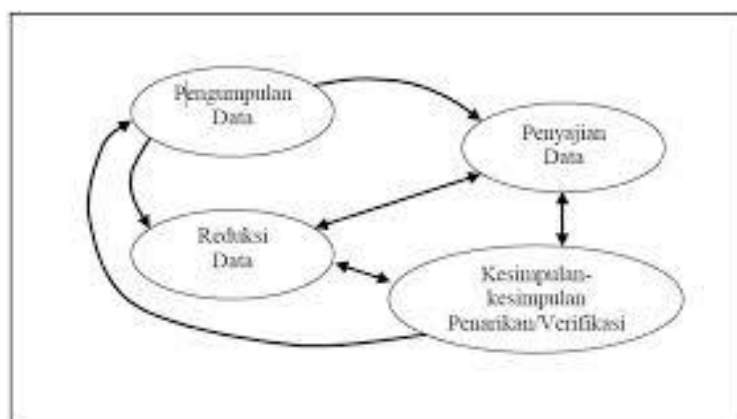 Pengumpulan
Data
Penyajian
Data
Reduksi
Data
Kesimpulan-
kesimpulan
Penarikan/Verifikasi